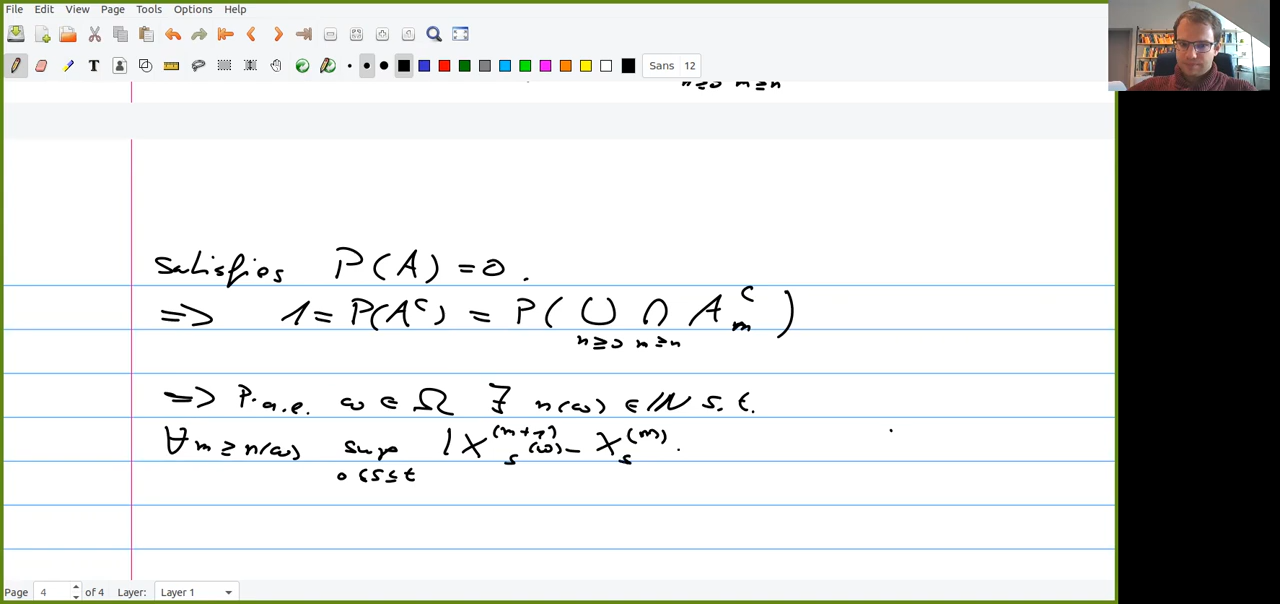 File Edit View Page Tools Options Help
Sans 12
n≥0 m≥n
satisfies P(A) = 0.
=> 1 = P(A^c) = P( ∪_{n≥0} ∩_{m≥n} A_m^c )
=> P.a.e. ω ∈ Ω ∃ n(ω) ∈ ℕ s.t.
∀m ≥ n(ω) sup_{0≤s≤t} |X_s^{(m+1)}(ω) - X_s^{(m)}
Page 4 of 4 Layer: Layer 1